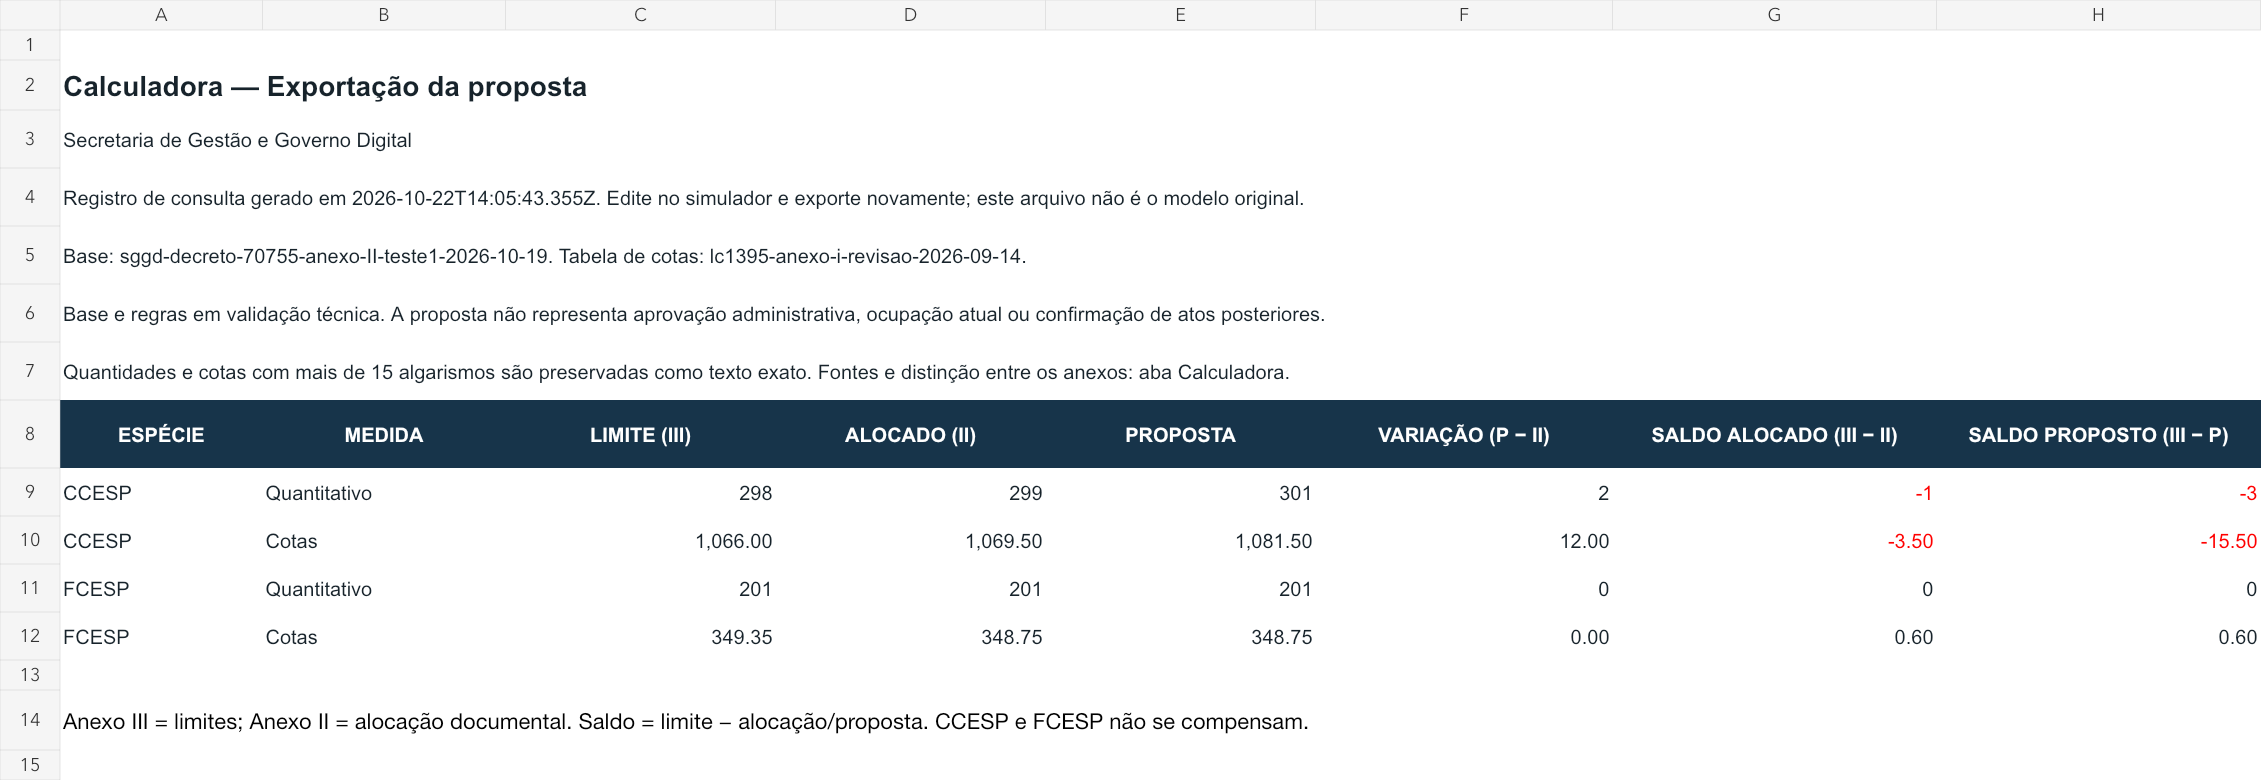 A B C D E F G H
1
2 Calculadora — Exportação da proposta
3 Secretaria de Gestão e Governo Digital
4 Registro de consulta gerado em 2026-10-22T14:05:43.355Z. Edite no simulador e exporte novamente; este arquivo não é o modelo original.
5 Base: sggd-decreto-70755-anexo-II-teste1-2026-10-19. Tabela de cotas: lc1395-anexo-i-revisao-2026-09-14.
6 Base e regras em validação técnica. A proposta não representa aprovação administrativa, ocupação atual ou confirmação de atos posteriores.
7 Quantidades e cotas com mais de 15 algarismos são preservadas como texto exato. Fontes e distinção entre os anexos: aba Calculadora.
8 ESPÉCIE MEDIDA LIMITE (III) ALOCADO (II) PROPOSTA VARIAÇÃO (P − II) SALDO ALOCADO (III − II) SALDO PROPOSTO (III − P)
9 CCESP Quantitativo 298 299 301 2 -1 -3
10 CCESP Cotas 1,066.00 1,069.50 1,081.50 12.00 -3.50 -15.50
11 FCESP Quantitativo 201 201 201 0 0 0
12 FCESP Cotas 349.35 348.75 348.75 0.00 0.60 0.60
13
14 Anexo III = limites; Anexo II = alocação documental. Saldo = limite − alocação/proposta. CCESP e FCESP não se compensam.
15